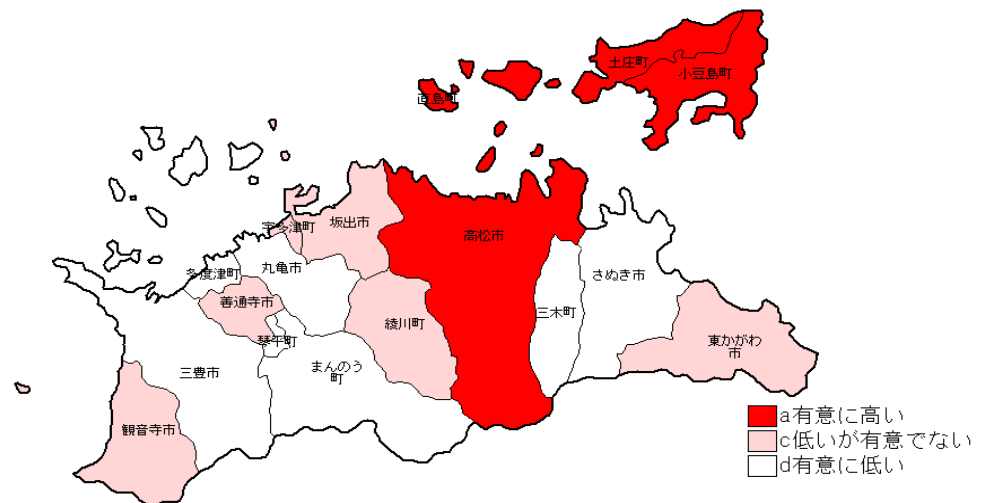 土庄町
小豆島町
直島町
宇多津町
坂出市
高松市
多度津町
丸亀市
さぬき市
善通寺市
綾川町
三木町
琴平町
東かがわ
市
三豊市
まんのう
町
観音寺市
a有意に高い
c低いが有意でない
d有意に低い